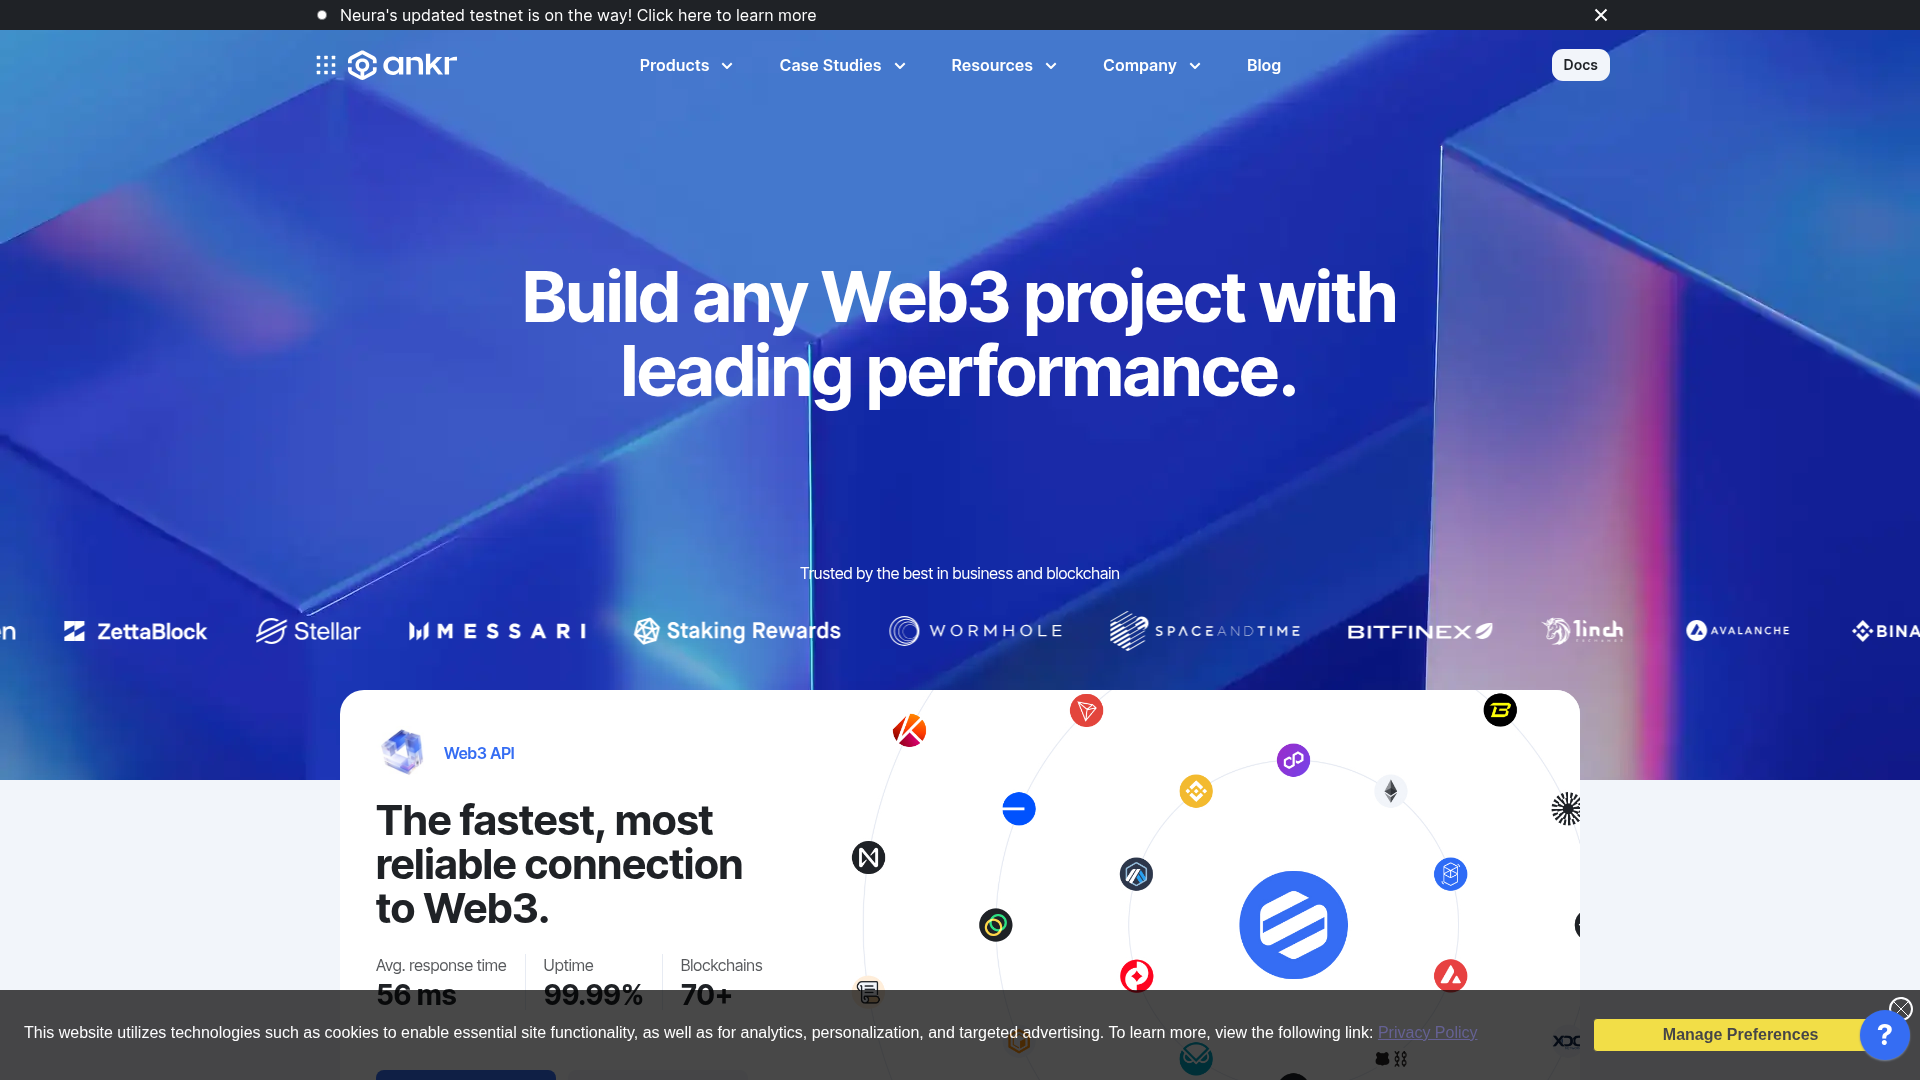 Neura's updated testnet is on the way! Click here to learn more
ankr
Products
Case Studies
Resources
Company
Blog
Docs
Build any Web3 project with
leading performance.
Trusted by the best in business and blockchain
en
ZettaBlock
Stellar
MESSARI
Staking Rewards
WORMHOLE
SPACEANDTIME
BITFINEX
1inch
AVALANCHE
BINA
Web3 API
The fastest, most
reliable connection
to Web3.
Avg. response time
Uptime
Blockchains
56 ms
99.99%
70+
This website utilizes technologies such as cookies to enable essential site functionality, as well as for analytics, personalization, and targeted advertising. To learn more, view the following link: Privacy Policy
Manage Preferences
?
XDC